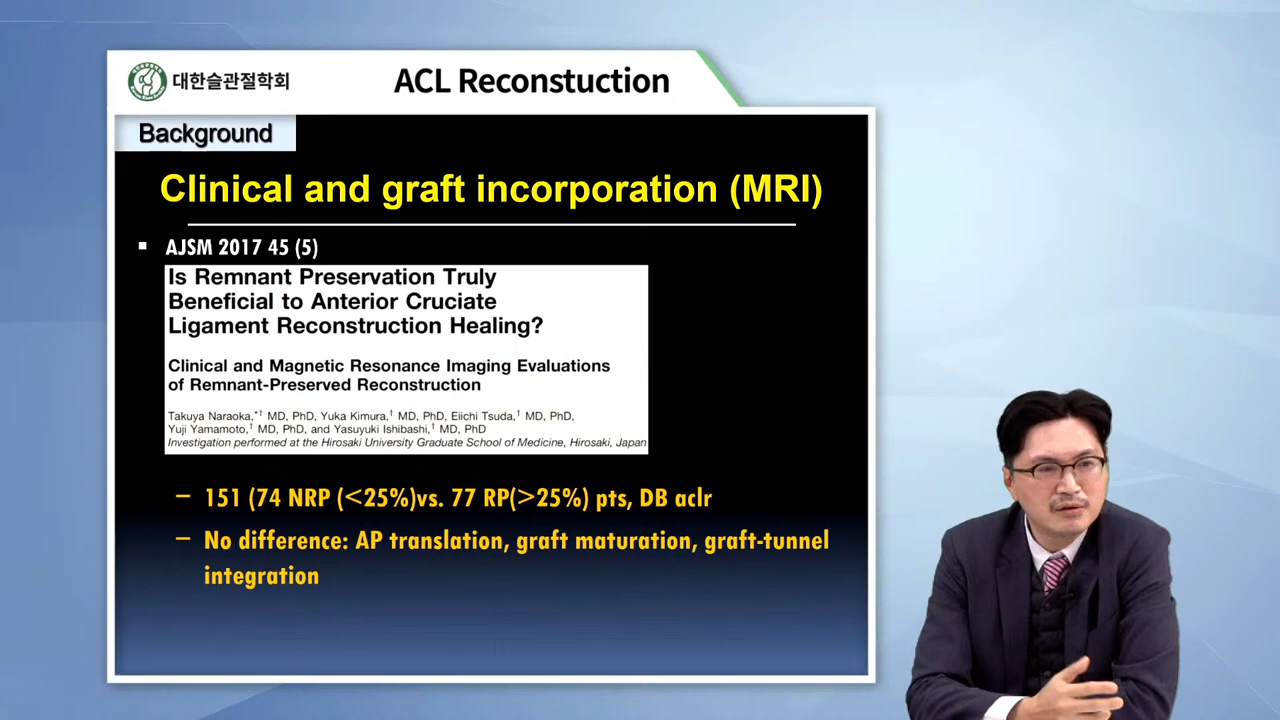 대한슬관절학회
ACL Reconstuction
Background
Clinical and graft incorporation (MRI)
▪ AJSM 2017 45 (5)
Is Remnant Preservation Truly
Beneficial to Anterior Cruciate
Ligament Reconstruction Healing?
Clinical and Magnetic Resonance Imaging Evaluations
of Remnant-Preserved Reconstruction
Takuya Naraoka,*† MD, PhD, Yuka Kimura,† MD, PhD, Eiichi Tsuda,† MD, PhD,
Yuji Yamamoto,† MD, PhD, and Yasuyuki Ishibashi,† MD, PhD
Investigation performed at the Hirosaki University Graduate School of Medicine, Hirosaki, Japan
– 151 (74 NRP (<25%)vs. 77 RP(>25%) pts, DB aclr
– No difference: AP translation, graft maturation, graft-tunnel
integration